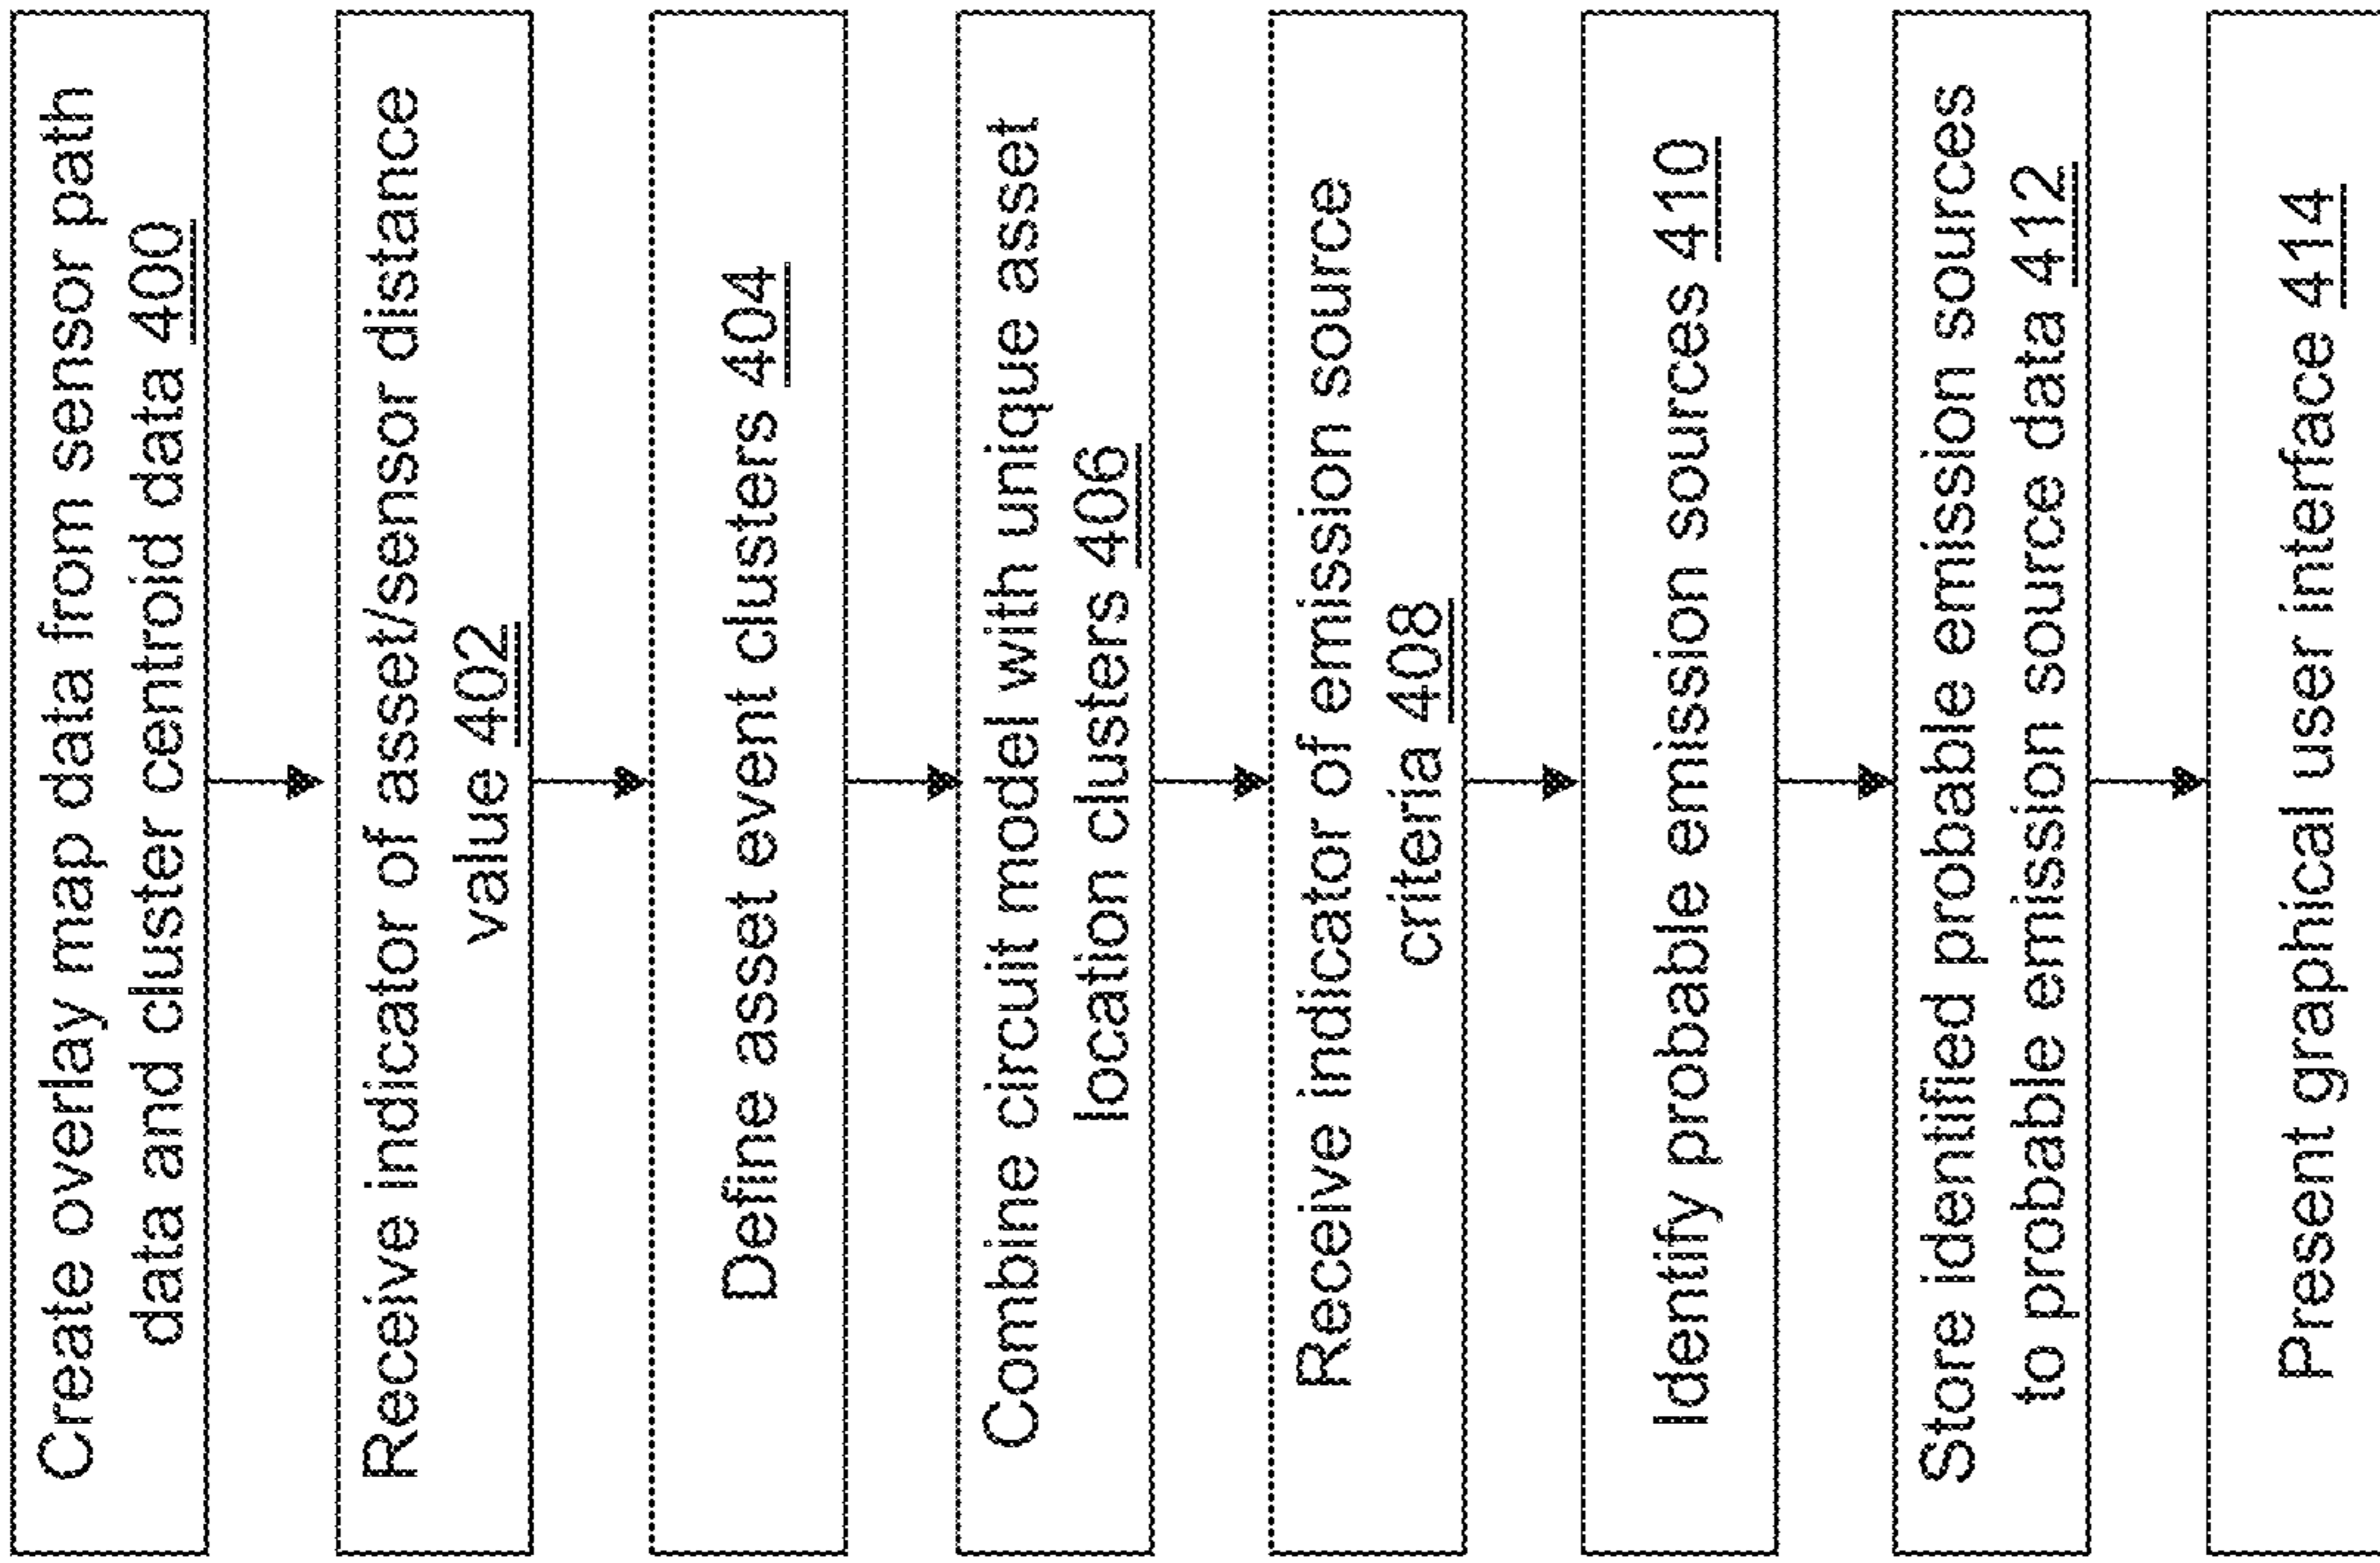 Create overlay map data from sensor path
data and cluster centroid data 400
Receive indicator of asset/sensor distance
value 402
Define asset event clusters 404
Combine circuit model with unique asset
location clusters 406
Receive indicator of emission source
criteria 408
Identify probable emission sources 410
Store identified probable emission sources
to probable emission source data 412
Present graphical user interface 414